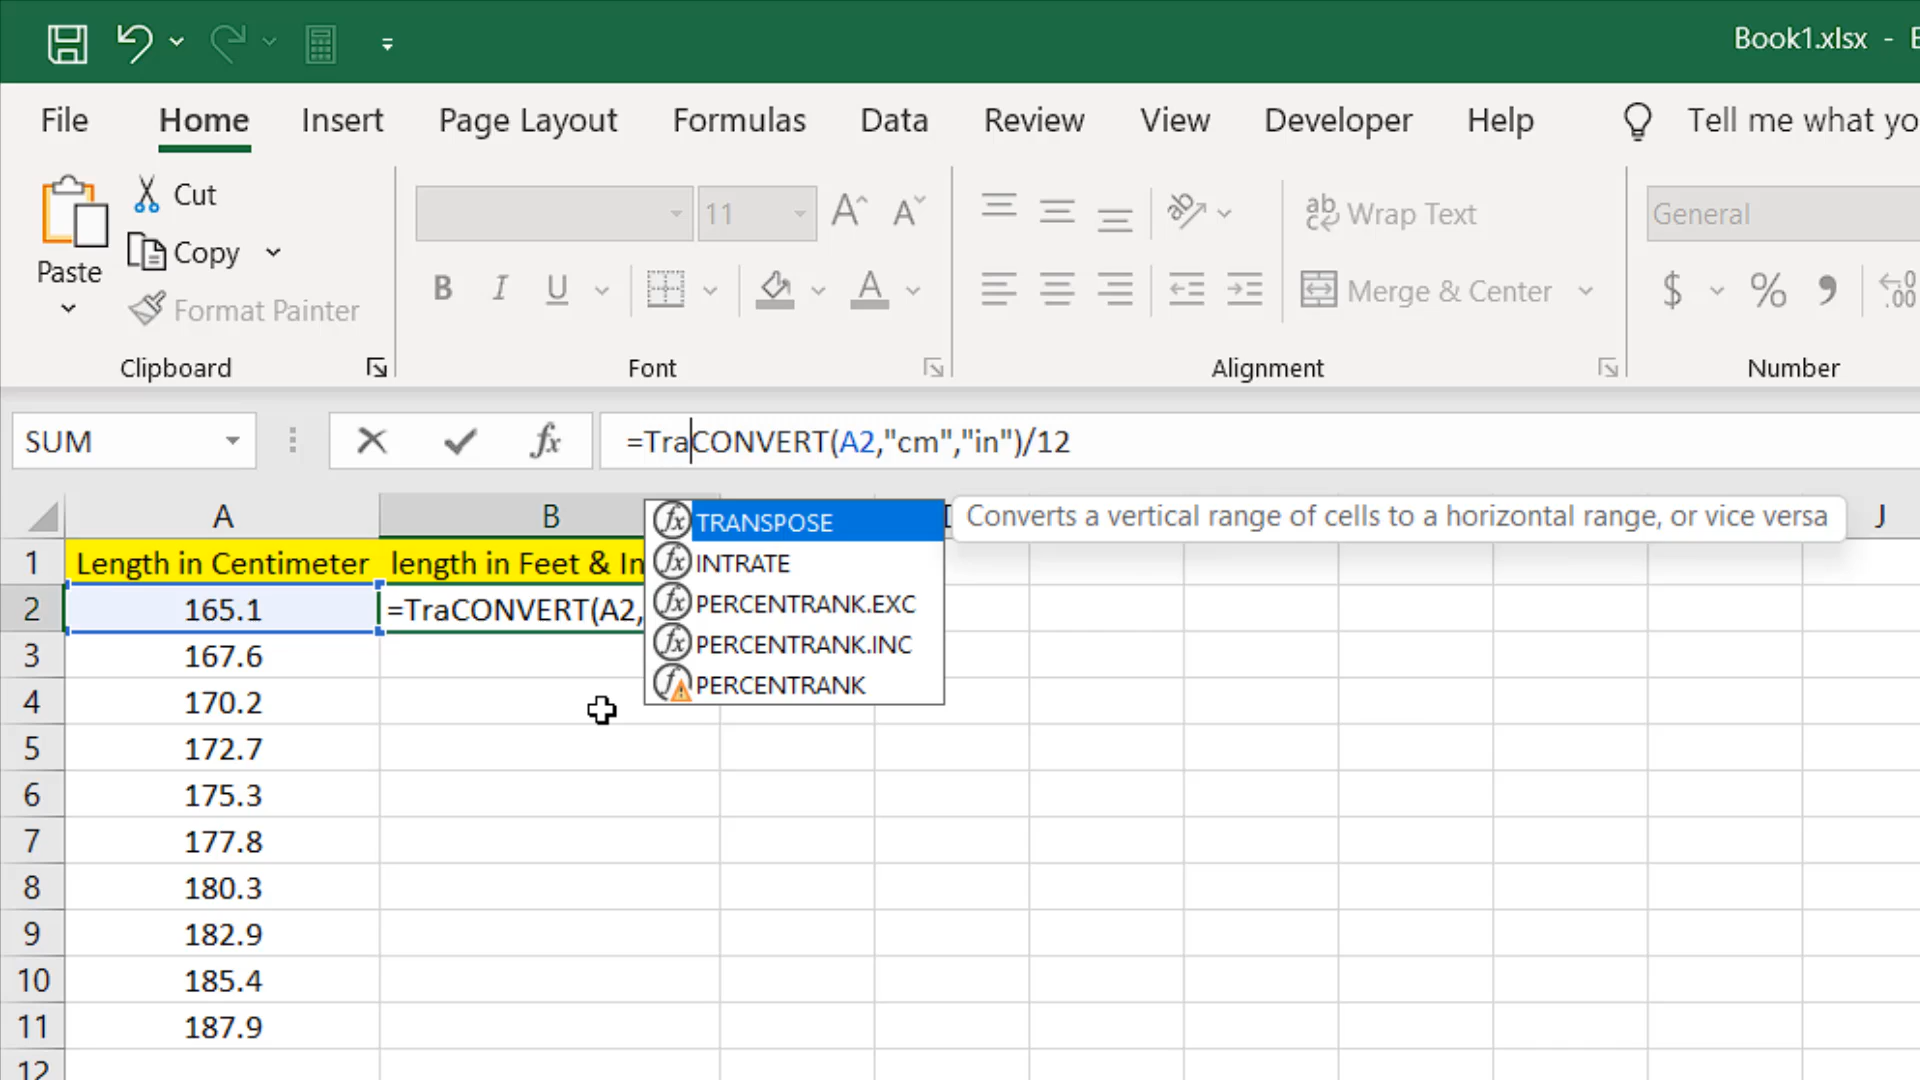 Book1.xlsx - E
File Home Insert Page Layout Formulas Data Review View Developer Help Tell me what yo
Cut
Copy
Paste
Format Painter
Clipboard
11
B I U
Font
Wrap Text
Merge & Center
Alignment
General
$ % , .00
Number
SUM
fx
=TraCONVERT(A2,"cm","in")/12
A B J
TRANSPOSE
INTRATE
PERCENTRANK.EXC
PERCENTRANK.INC
PERCENTRANK
Converts a vertical range of cells to a horizontal range, or vice versa
1 Length in Centimeter length in Feet & In
2 165.1 =TraCONVERT(A2,
3 167.6
4 170.2
5 172.7
6 175.3
7 177.8
8 180.3
9 182.9
10 185.4
11 187.9
12